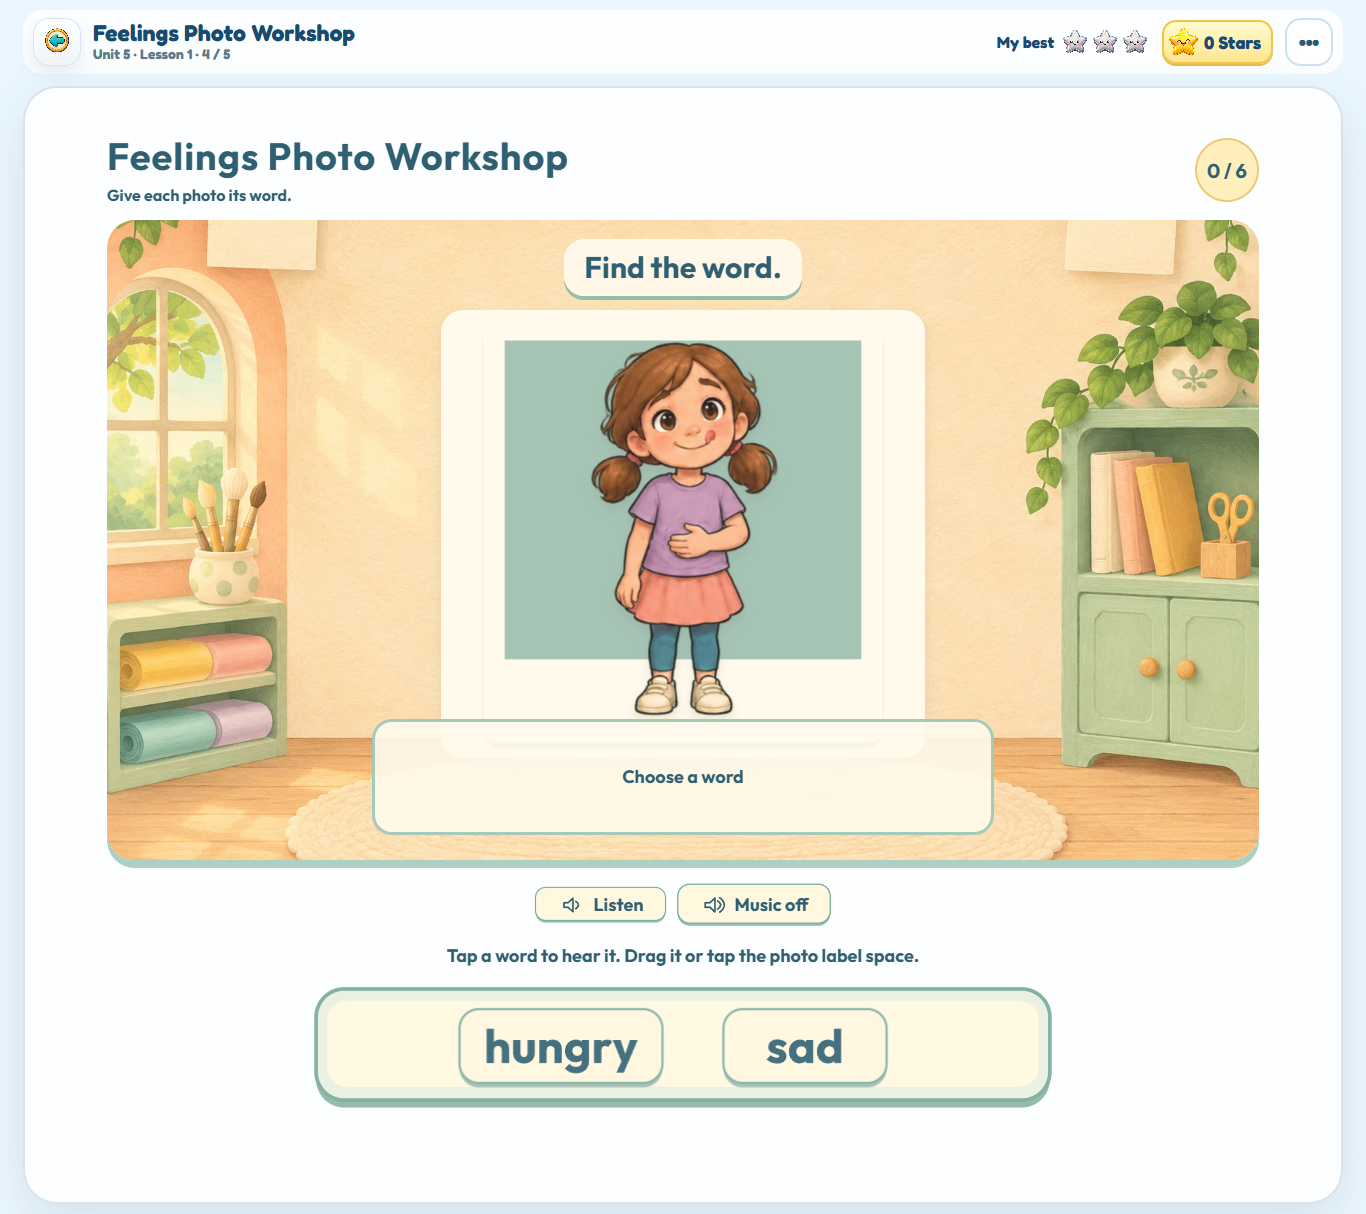 Feelings Photo Workshop
Unit 5 · Lesson 1 · 4 / 5
My best
0 Stars
Feelings Photo Workshop
Give each photo its word.
0 / 6
Find the word.
Choose a word
Listen
Music off
Tap a word to hear it. Drag it or tap the photo label space.
hungry
sad